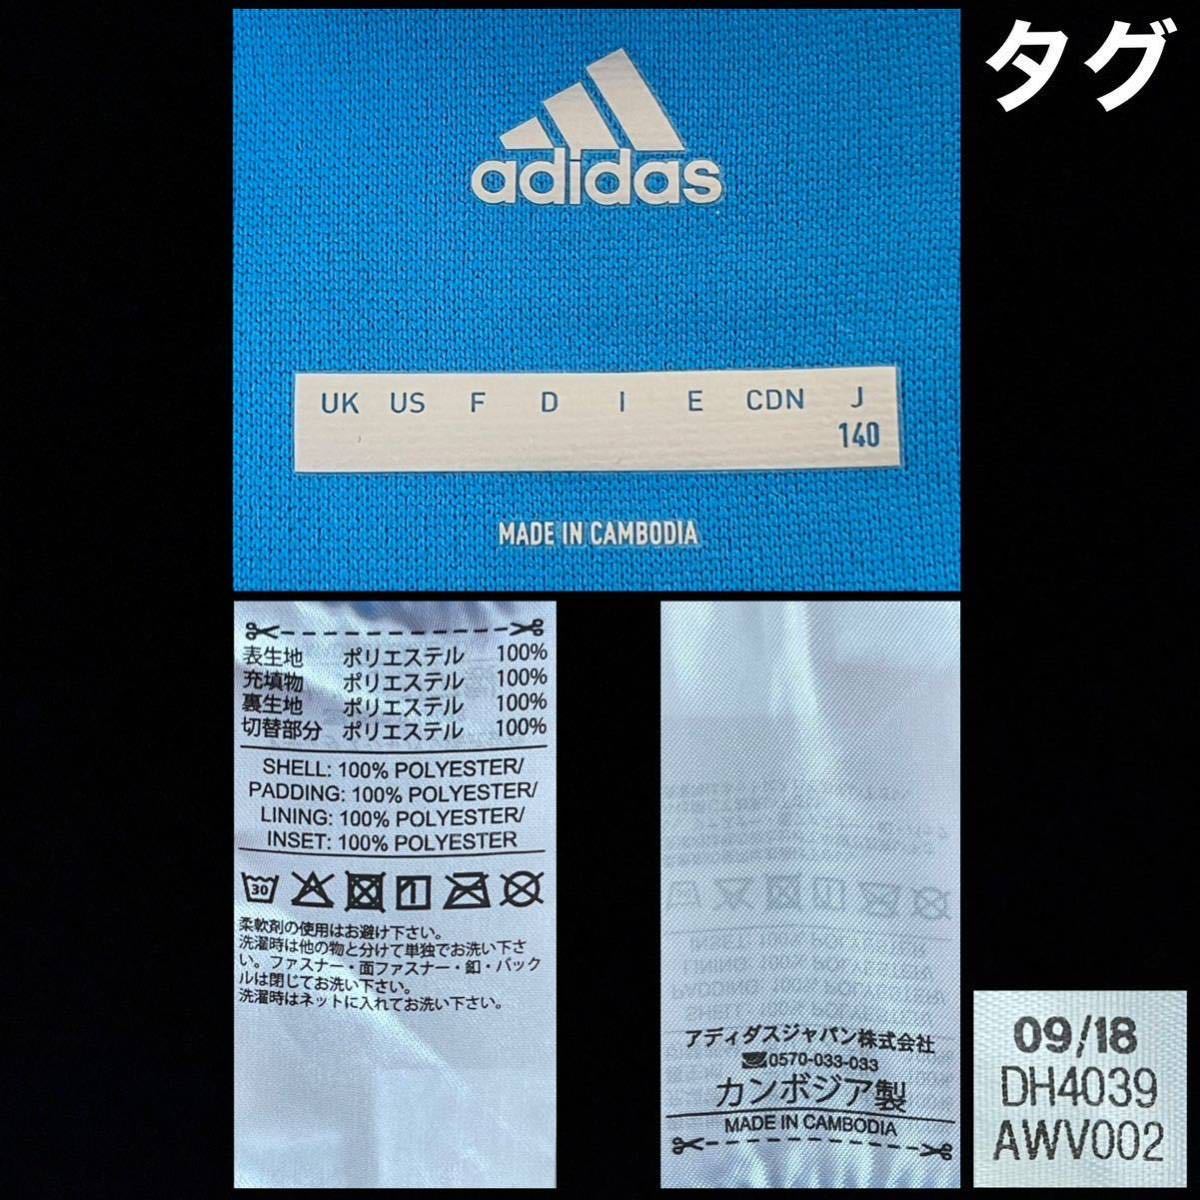 タグ
adidas
UK US F D I E CDN J
140
MADE IN CAMBODIA
表生地 ポリエステル 100%
充填物 ポリエステル 100%
裏生地 ポリエステル 100%
切替部分 ポリエステル 100%
SHELL: 100% POLYESTER/
PADDING: 100% POLYESTER/
LINING: 100% POLYESTER/
INSET: 100% POLYESTER
30
柔軟剤の使用はお避け下さい。
洗濯時は他の物と分けて単独でお洗い下さ
い。ファスナー・面ファスナー・釦・バック
ルは閉じてお洗い下さい。
洗濯時はネットに入れてお洗い下さい。
アディダスジャパン株式会社
0570-033-033
カンボジア製
MADE IN CAMBODIA
09/18
DH4039
AWV002